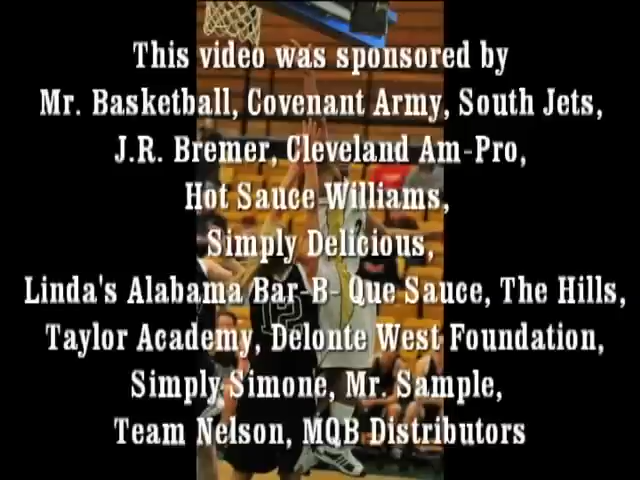 This video was sponsored by
Mr. Basketball, Covenant Army, South Jets,
J.R. Bremer, Cleveland Am-Pro,
Hot Sauce Williams,
Simply Delicious,
Linda's Alabama Bar-B- Que Sauce, The Hills,
Taylor Academy, Delonte West Foundation,
Simply Simone, Mr. Sample,
Team Nelson, MQB Distributors
12